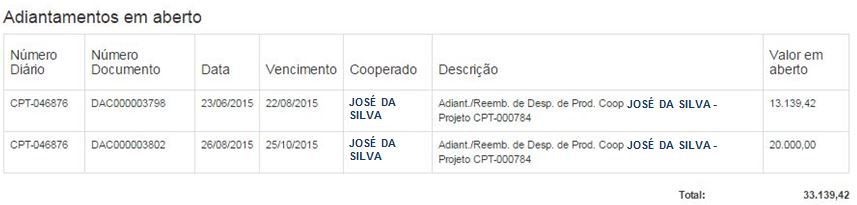 Adiantamentos em aberto
Número Diário Número Documento Data Vencimento Cooperado Descrição Valor em aberto
CPT-046876 DAC000003798 23/06/2015 22/08/2015 JOSÉ DA SILVA Adiant./Reemb. de Desp. de Prod. Coop JOSÉ DA SILVA - Projeto CPT-000784 13.139,42
CPT-046876 DAC000003802 26/08/2015 25/10/2015 JOSÉ DA SILVA Adiant./Reemb. de Desp. de Prod. Coop JOSÉ DA SILVA - Projeto CPT-000784 20.000,00
Total: 33.139,42